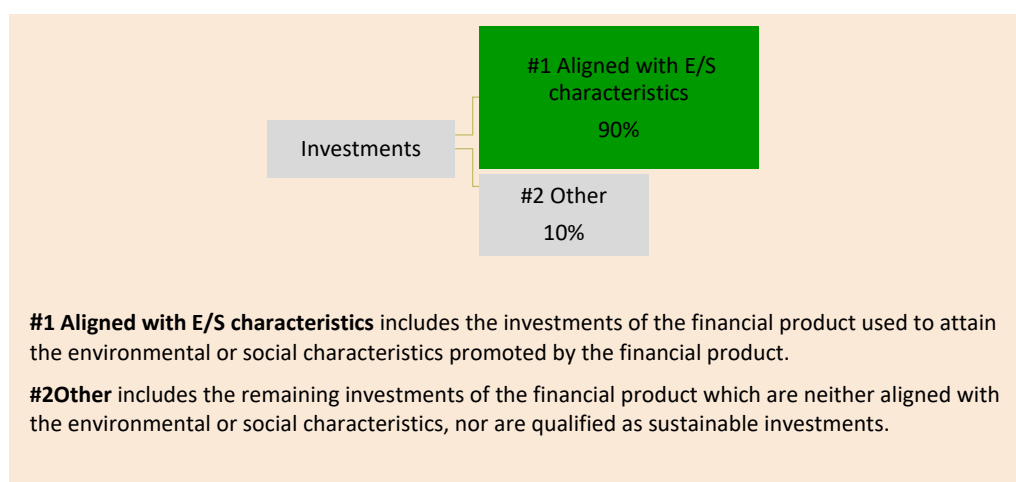 #1 Aligned with E/S
characteristics
90%
Investments
#2 Other
10%
#1 Aligned with E/S characteristics includes the investments of the financial product used to attain
the environmental or social characteristics promoted by the financial product.
#2Other includes the remaining investments of the financial product which are neither aligned with
the environmental or social characteristics, nor are qualified as sustainable investments.